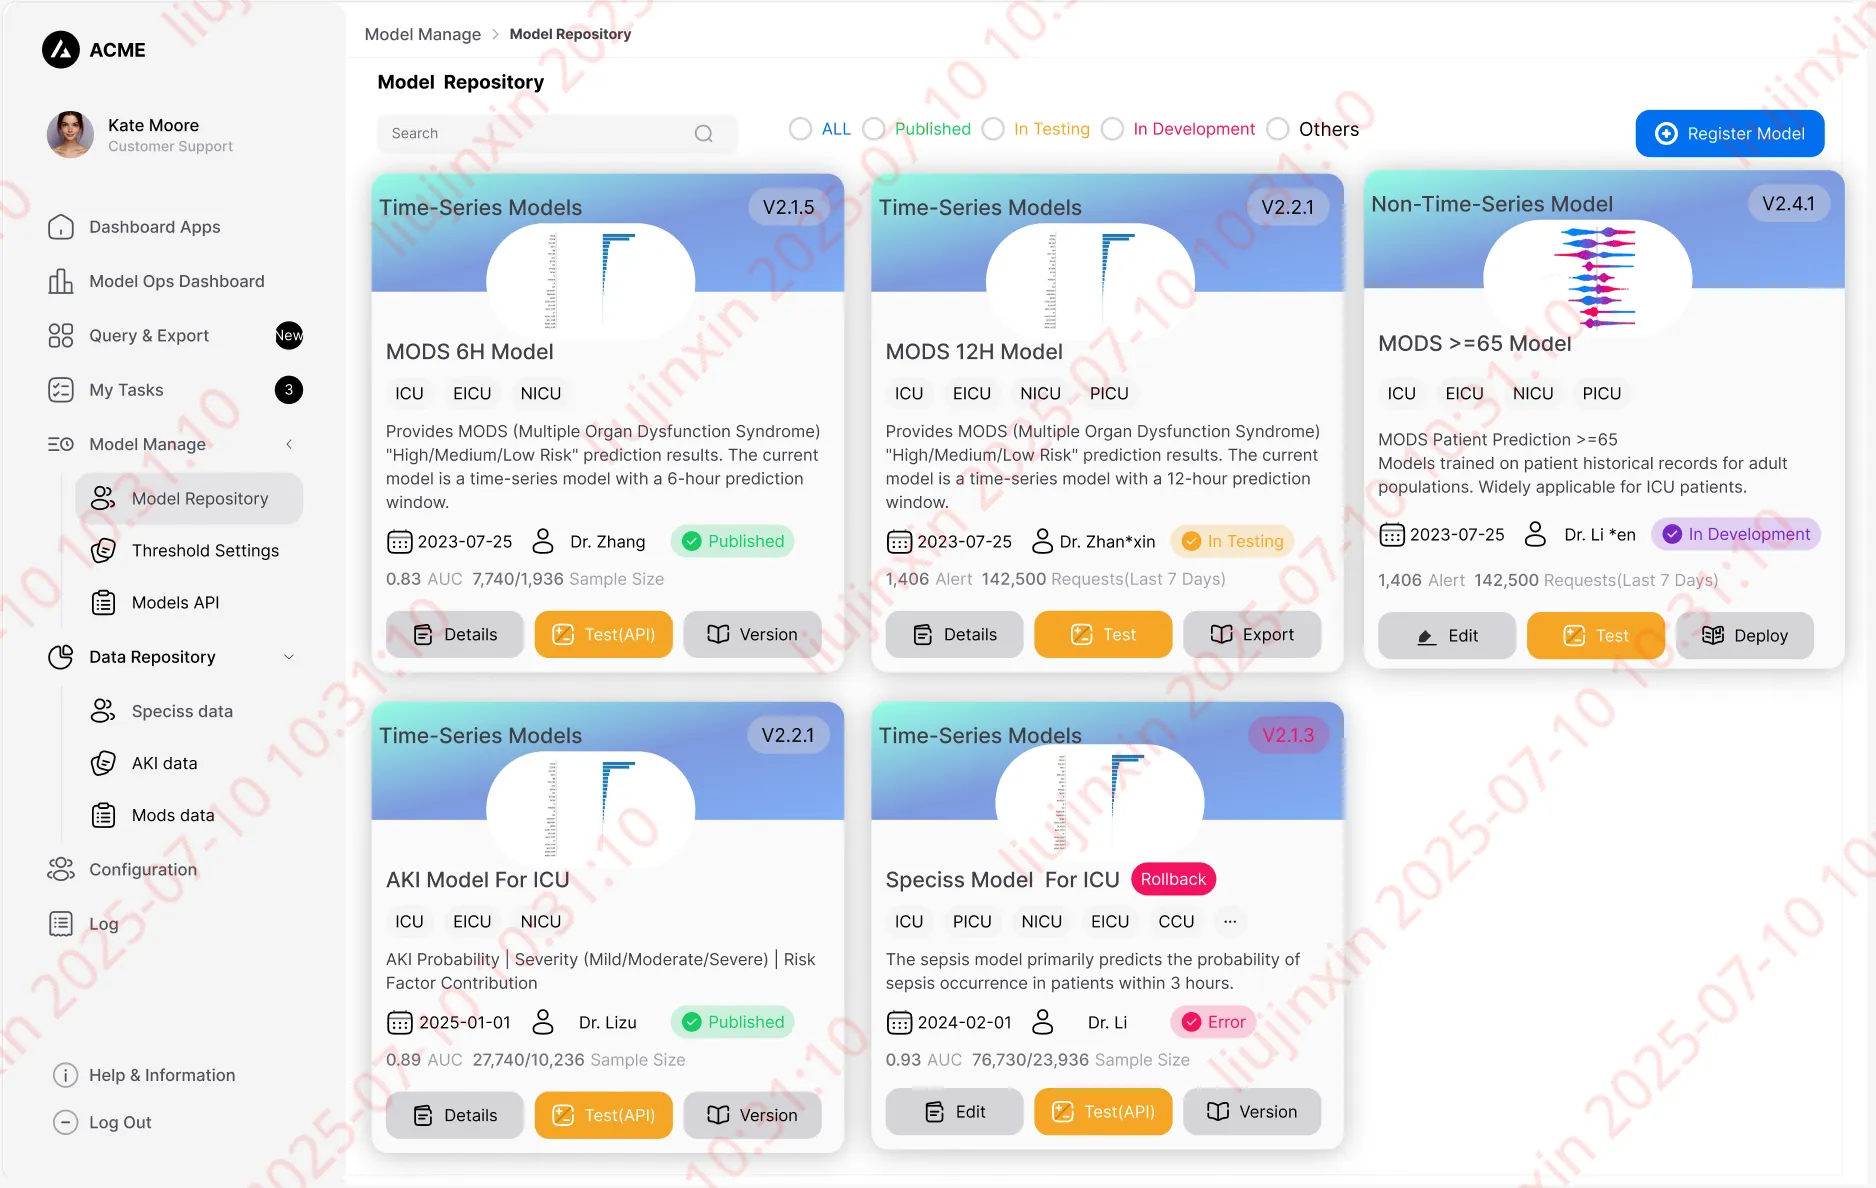 ACME
Kate Moore
Customer Support
Dashboard Apps
Model Ops Dashboard
Query & Export
New
My Tasks
3
Model Manage
Model Repository
Threshold Settings
Models API
Data Repository
Speciss data
AKI data
Mods data
Configuration
Log
Help & Information
Log Out
Model Manage > Model Repository
Model Repository
Search
ALL
Published
In Testing
In Development
Others
Register Model
Time-Series Models
V2.1.5
MODS 6H Model
ICU EICU NICU
Provides MODS (Multiple Organ Dysfunction Syndrome)
"High/Medium/Low Risk" prediction results. The current
model is a time-series model with a 6-hour prediction
window.
2023-07-25 Dr. Zhang Published
0.83 AUC 7,740/1,936 Sample Size
Details Test(API) Version
Time-Series Models
V2.2.1
MODS 12H Model
ICU EICU NICU PICU
Provides MODS (Multiple Organ Dysfunction Syndrome)
"High/Medium/Low Risk" prediction results. The current
model is a time-series model with a 12-hour prediction
window.
2023-07-25 Dr. Zhan*xin In Testing
1,406 Alert 142,500 Requests(Last 7 Days)
Details Test Export
Non-Time-Series Model
V2.4.1
MODS >=65 Model
ICU EICU NICU PICU
MODS Patient Prediction >=65
Models trained on patient historical records for adult
populations. Widely applicable for ICU patients.
2023-07-25 Dr. Li *en In Development
1,406 Alert 142,500 Requests(Last 7 Days)
Edit Test Deploy
Time-Series Models
V2.2.1
AKI Model For ICU
ICU EICU NICU
AKI Probability | Severity (Mild/Moderate/Severe) | Risk
Factor Contribution
2025-01-01 Dr. Lizu Published
0.89 AUC 27,740/10,236 Sample Size
Details Test(API) Version
Time-Series Models
V2.1.3
Speciss Model For ICU Rollback
ICU PICU NICU EICU CCU ...
The sepsis model primarily predicts the probability of
sepsis occurrence in patients within 3 hours.
2024-02-01 Dr. Li Error
0.93 AUC 76,730/23,936 Sample Size
Edit Test(API) Version
liujinxin 2025-07-10 10:31:10